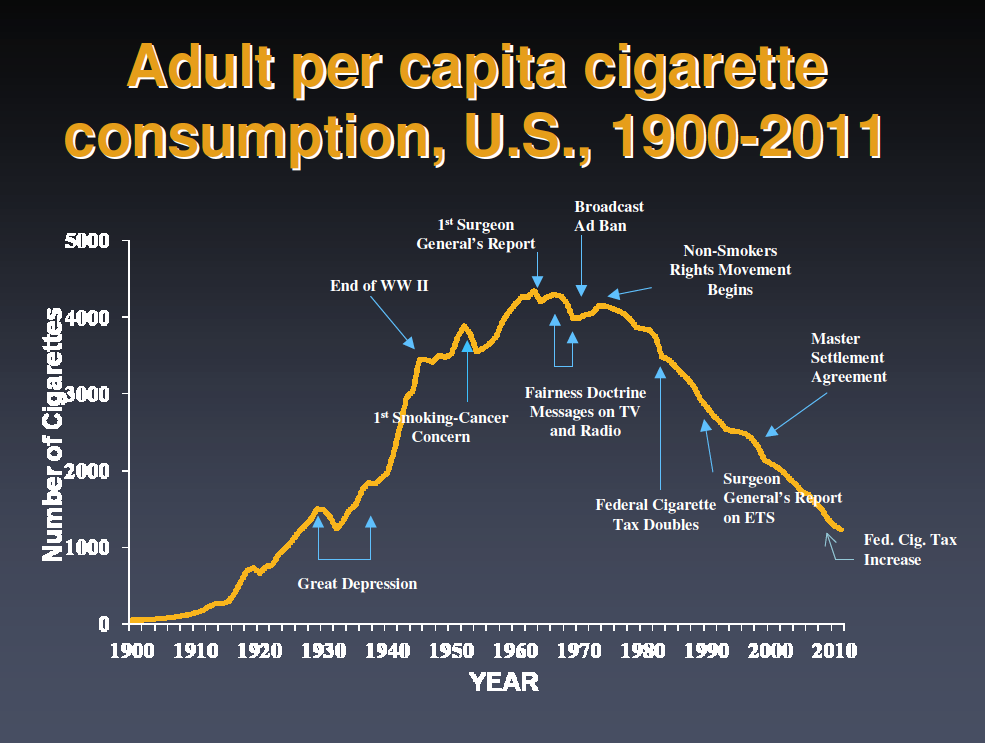 Adult per capita cigarette
consumption, U.S., 1900-2011
Broadcast
Ad Ban
1st Surgeon
General's Report
Non-Smokers
Rights Movement
Begins
End of WW II
Master
Settlement
Agreement
Fairness Doctrine
Messages on TV
and Radio
1st Smoking-Cancer
Concern
Surgeon
General's Report
on ETS
Federal Cigarette
Tax Doubles
Fed. Cig. Tax
Increase
Great Depression
Number of Cigarettes
5000
4000
3000
2000
1000
0
1900 1910 1920 1930 1940 1950 1960 1970 1980 1990 2000 2010
YEAR